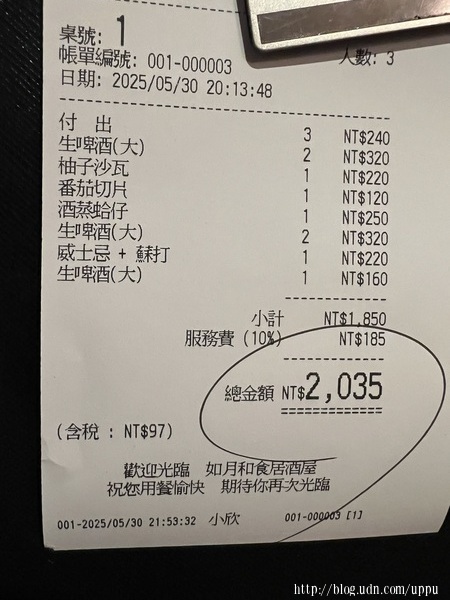 桌號: 1
帳單編號: 001-000003 人數: 3
日期: 2025/05/30 20:13:48
付 出 3 NT$240
生啤酒(大) 2 NT$320
柚子沙瓦 1 NT$220
番茄切片 1 NT$120
酒蒸蛤仔 1 NT$250
生啤酒(大) 2 NT$320
威士忌 + 蘇打 1 NT$220
生啤酒(大) 1 NT$160
小計 NT$1,850
服務費 (10%) NT$185
總金額 NT$2,035
(含稅 : NT$97)
歡迎光臨 如月和食居酒屋
祝您用餐愉快 期待你再次光臨
001-2025/05/30 21:53:32 小欣 001-000003 [1]
http://blog.udn.com/uppu